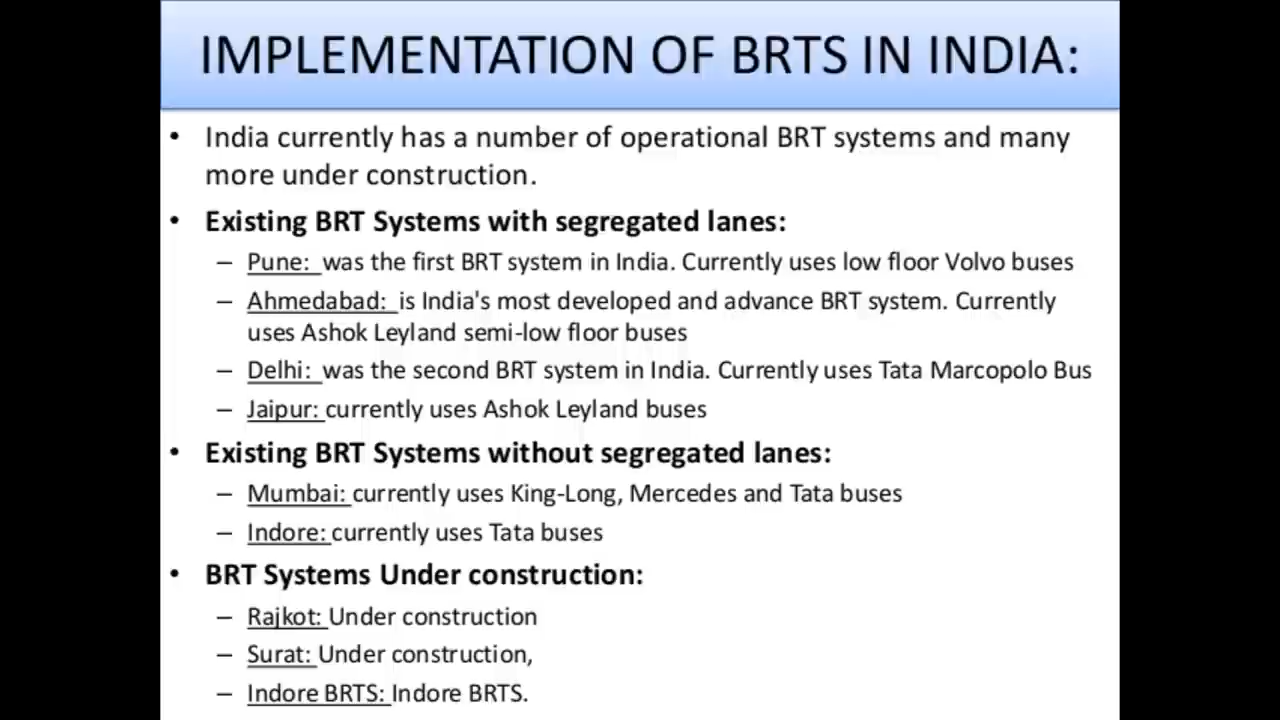 IMPLEMENTATION OF BRTS IN INDIA:
• India currently has a number of operational BRT systems and many
more under construction.
• Existing BRT Systems with segregated lanes:
– Pune: was the first BRT system in India. Currently uses low floor Volvo buses
– Ahmedabad: is India's most developed and advance BRT system. Currently
uses Ashok Leyland semi-low floor buses
– Delhi: was the second BRT system in India. Currently uses Tata Marcopolo Bus
– Jaipur: currently uses Ashok Leyland buses
• Existing BRT Systems without segregated lanes:
– Mumbai: currently uses King-Long, Mercedes and Tata buses
– Indore: currently uses Tata buses
• BRT Systems Under construction:
– Rajkot: Under construction
– Surat: Under construction,
– Indore BRTS: Indore BRTS.